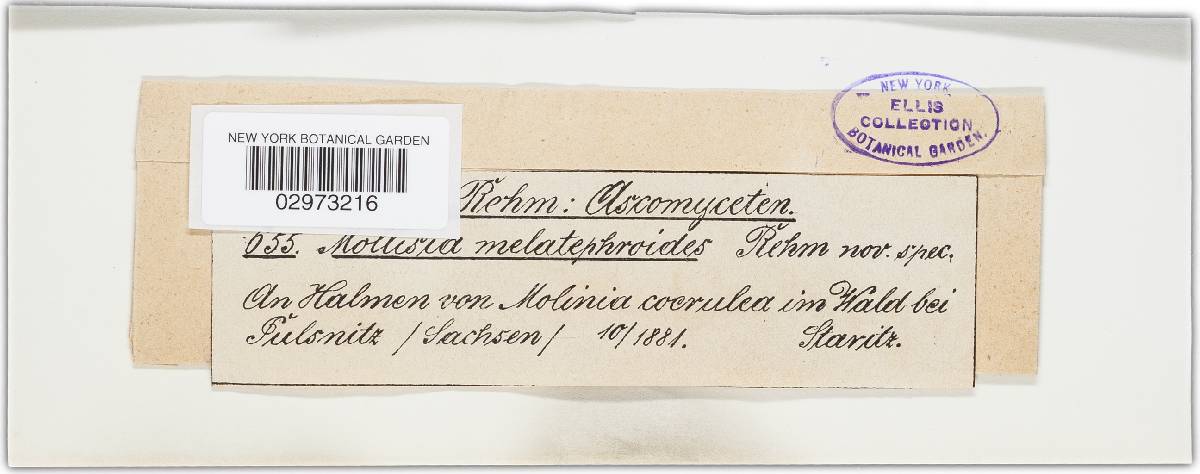 NEW YORK
ELLIS
COLLECTION
BOTANICAL GARDEN.
NEW YORK BOTANICAL GARDEN
02973216
Rehm: Ascomyceten.
655. Mollisia melatephroides Rehm nov. spec.
An Halmen von Molinia coerulea im Wald bei
Pulsnitz /Sachsen/ 10/1881. Staritz.